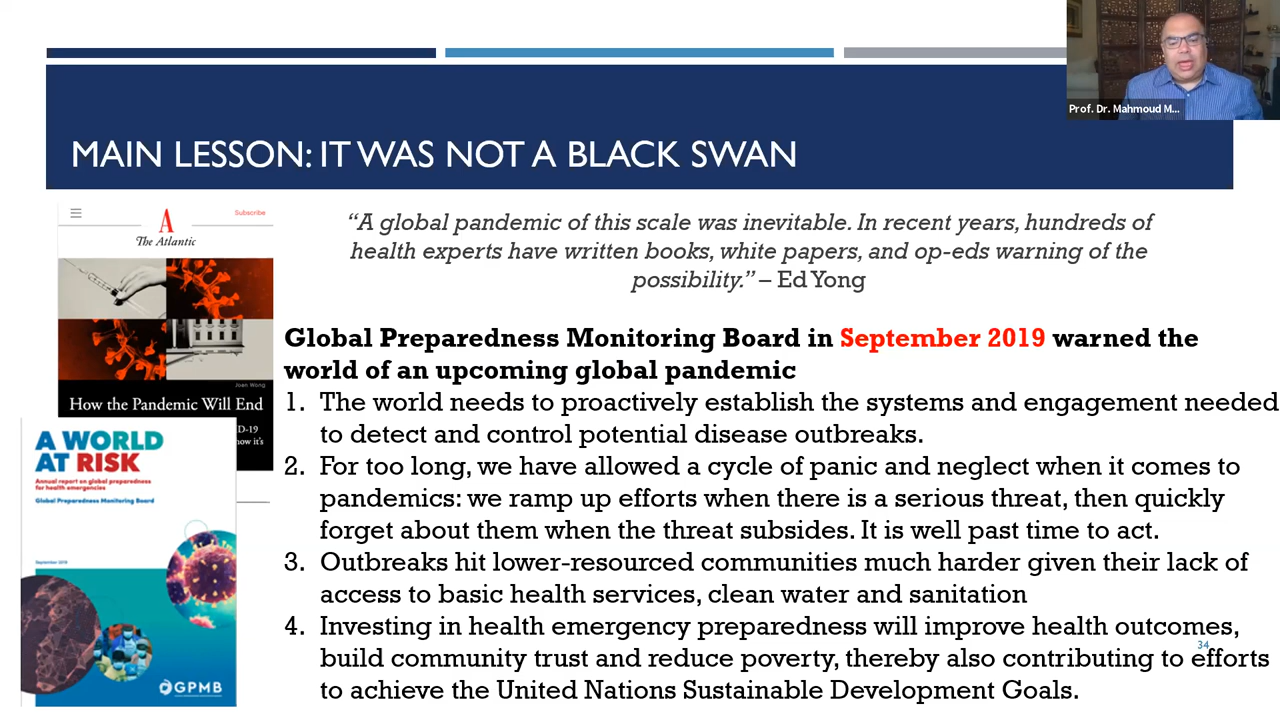 Prof. Dr. Mahmoud M...
MAIN LESSON: IT WAS NOT A BLACK SWAN
Subscribe
A
The Atlantic
Joan Wong
How the Pandemic Will End
D-19
now it's
A WORLD
AT RISK
Annual report on global preparedness
for health emergencies
Global Preparedness Monitoring Board
September 2019
GPMB
“A global pandemic of this scale was inevitable. In recent years, hundreds of
health experts have written books, white papers, and op-eds warning of the
possibility.” – Ed Yong
Global Preparedness Monitoring Board in September 2019 warned the
world of an upcoming global pandemic
1. The world needs to proactively establish the systems and engagement needed
to detect and control potential disease outbreaks.
2. For too long, we have allowed a cycle of panic and neglect when it comes to
pandemics: we ramp up efforts when there is a serious threat, then quickly
forget about them when the threat subsides. It is well past time to act.
3. Outbreaks hit lower-resourced communities much harder given their lack of
access to basic health services, clean water and sanitation
4. Investing in health emergency preparedness will improve health outcomes,
build community trust and reduce poverty, thereby also contributing to efforts
to achieve the United Nations Sustainable Development Goals.
34